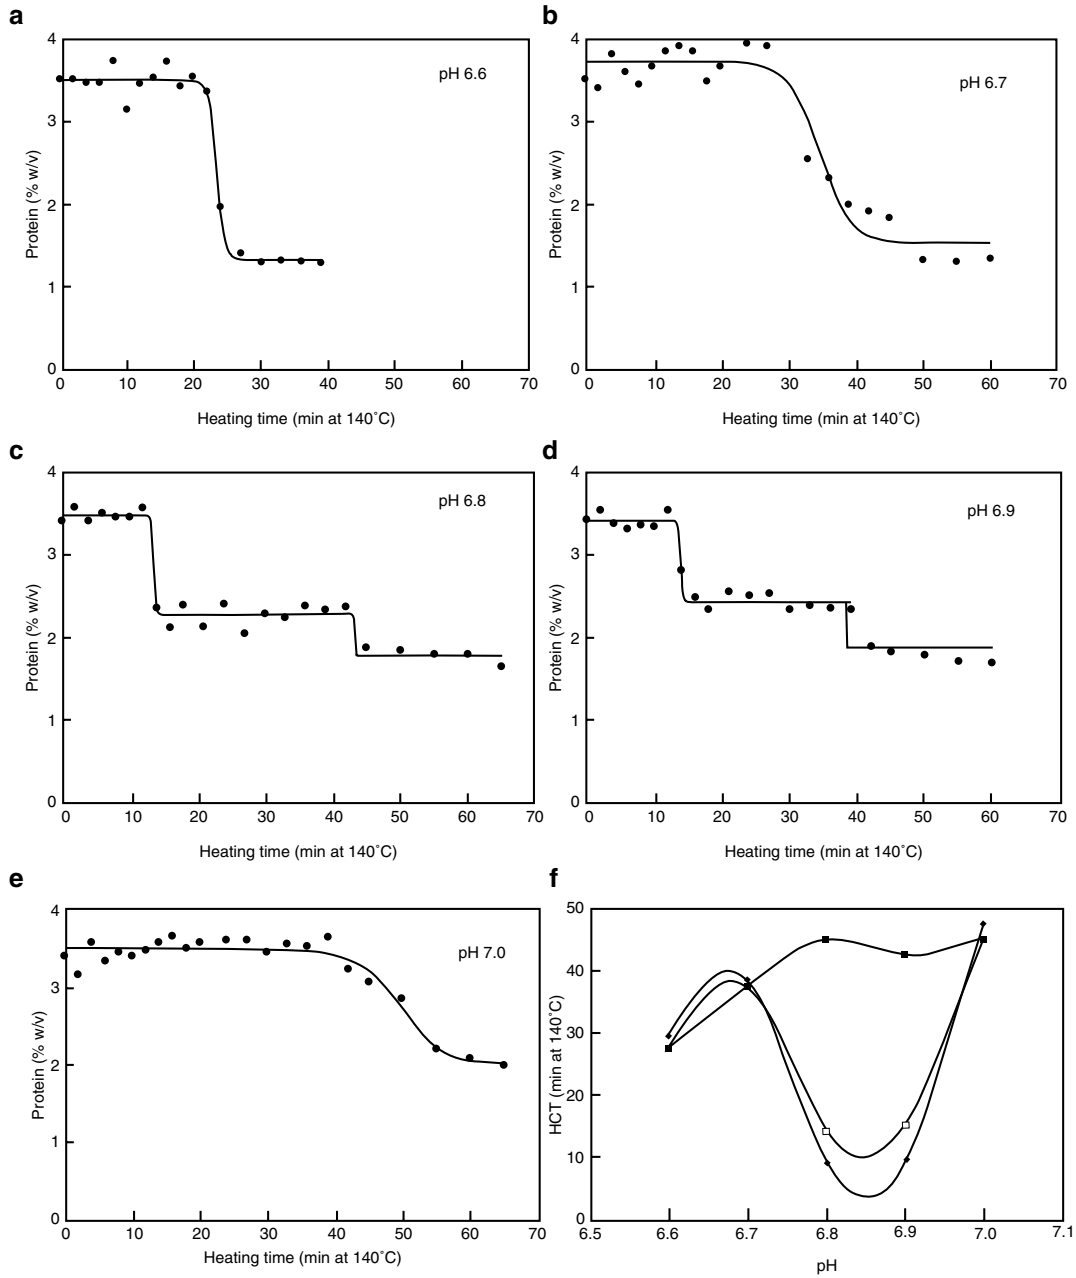 a
4
3
2
1
0
Protein (% w/v)
pH 6.6
0 10 20 30 40 50 60 70
Heating time (min at 140˚C)
b
4
3
2
1
0
Protein (% w/v)
pH 6.7
0 10 20 30 40 50 60 70
Heating time (min at 140˚C)
c
4
3
2
1
0
Protein (% w/v)
pH 6.8
0 10 20 30 40 50 60 70
Heating time (min at 140˚C)
d
4
3
2
1
0
Protein (% w/v)
pH 6.9
0 10 20 30 40 50 60 70
Heating time (min at 140˚C)
e
4
3
2
1
0
Protein (% w/v)
pH 7.0
0 10 20 30 40 50 60 70
Heating time (min at 140˚C)
f
50
40
30
20
10
0
HCT (min at 140˚C)
6.5 6.6 6.7 6.8 6.9 7.0 7.1
pH